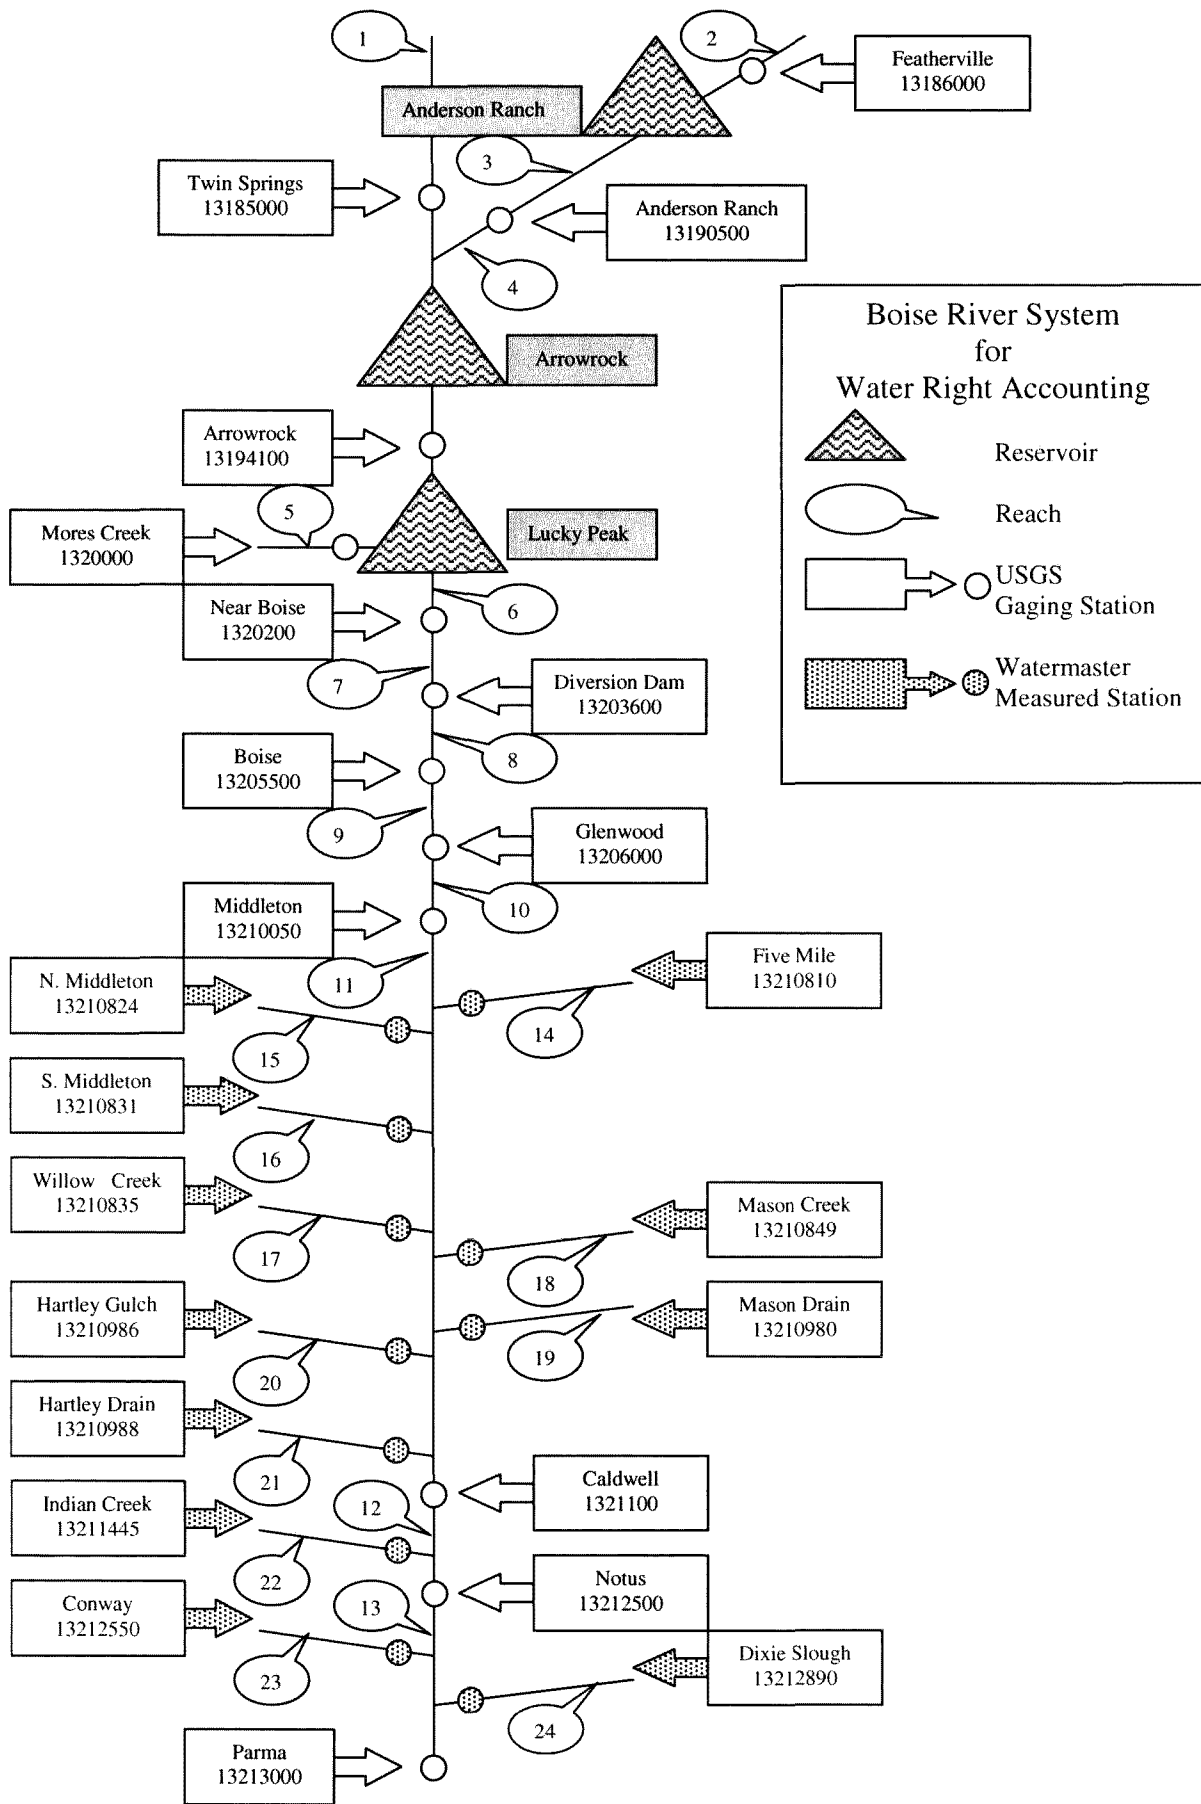 1
2
Featherville
13186000
Anderson Ranch
3
Twin Springs
13185000
Anderson Ranch
13190500
4
Boise River System
for
Water Right Accounting
Reservoir
Reach
USGS
Gaging Station
Watermaster
Measured Station
Arrowrock
Arrowrock
13194100
5
Mores Creek
1320000
Lucky Peak
Near Boise
1320200
6
7
Diversion Dam
13203600
Boise
13205500
8
9
Glenwood
13206000
Middleton
13210050
10
11
N. Middleton
13210824
Five Mile
13210810
14
15
S. Middleton
13210831
16
Willow Creek
13210835
Mason Creek
13210849
17
18
Hartley Gulch
13210986
Mason Drain
13210980
19
20
Hartley Drain
13210988
21
Caldwell
1321100
12
Indian Creek
13211445
22
Notus
13212500
Conway
13212550
13
Dixie Slough
13212890
23
24
Parma
13213000